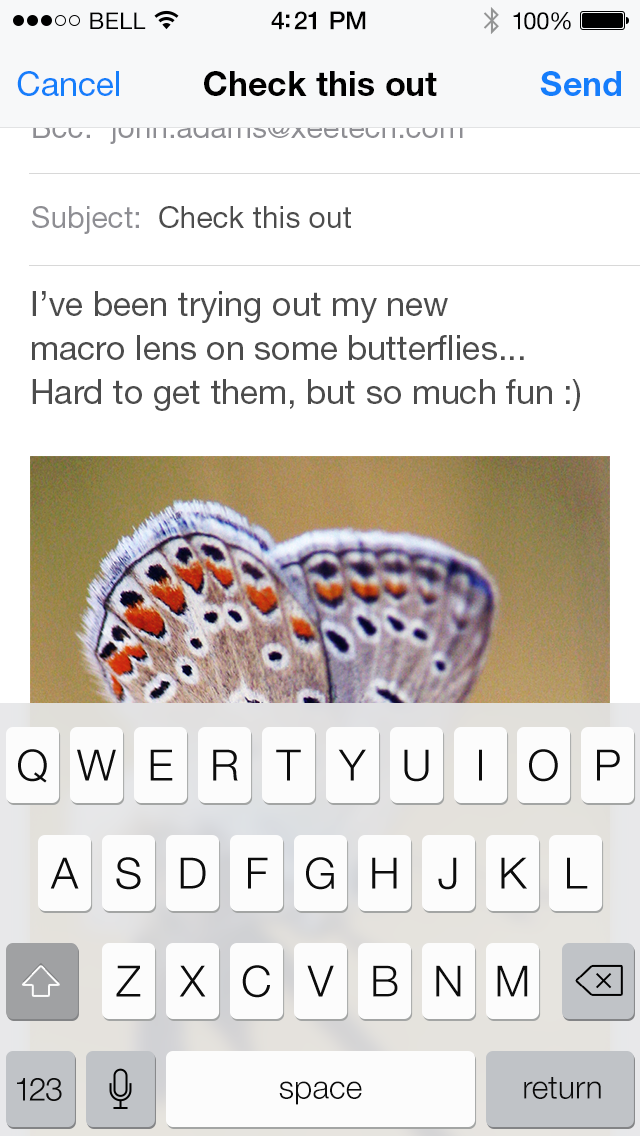 BELL 4:21 PM 100%
Cancel Check this out Send
Bcc: john.adams@xeetech.com
Subject: Check this out
I’ve been trying out my new
macro lens on some butterflies...
Hard to get them, but so much fun :)
Q W E R T Y U I O P
A S D F G H J K L
Z X C V B N M
123 space return